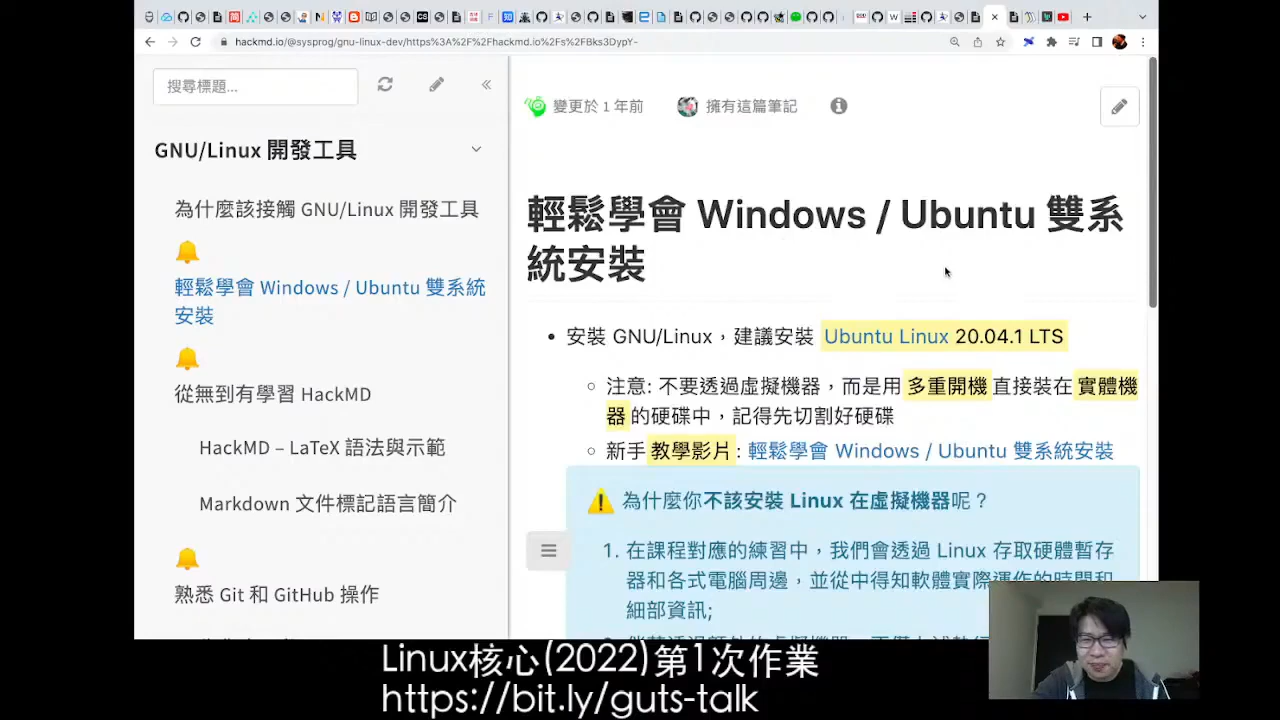 hackmd.io/@sysprog/gnu-linux-dev/https%3A%2F%2Fhackmd.io%2Fs%2FBks3DypY-
搜尋標題...
GNU/Linux 開發工具
為什麼該接觸 GNU/Linux 開發工具
輕鬆學會 Windows / Ubuntu 雙系統
安裝
從無到有學習 HackMD
HackMD – LaTeX 語法與示範
Markdown 文件標記語言簡介
熟悉 Git 和 GitHub 操作
變更於 1 年前
擁有這篇筆記
輕鬆學會 Windows / Ubuntu 雙系
統安裝
安裝 GNU/Linux，建議安裝 Ubuntu Linux 20.04.1 LTS
注意: 不要透過虛擬機器，而是用 多重開機 直接裝在 實體機
器 的硬碟中，記得先切割好硬碟
新手 教學影片: 輕鬆學會 Windows / Ubuntu 雙系統安裝
為什麼你不該安裝 Linux 在虛擬機器呢？
1. 在課程對應的練習中，我們會透過 Linux 存取硬體暫存
器和各式電腦周邊，並從中得知軟體實際運作的時間和
細部資訊;
Linux核心(2022)第1次作業
https://bit.ly/guts-talk